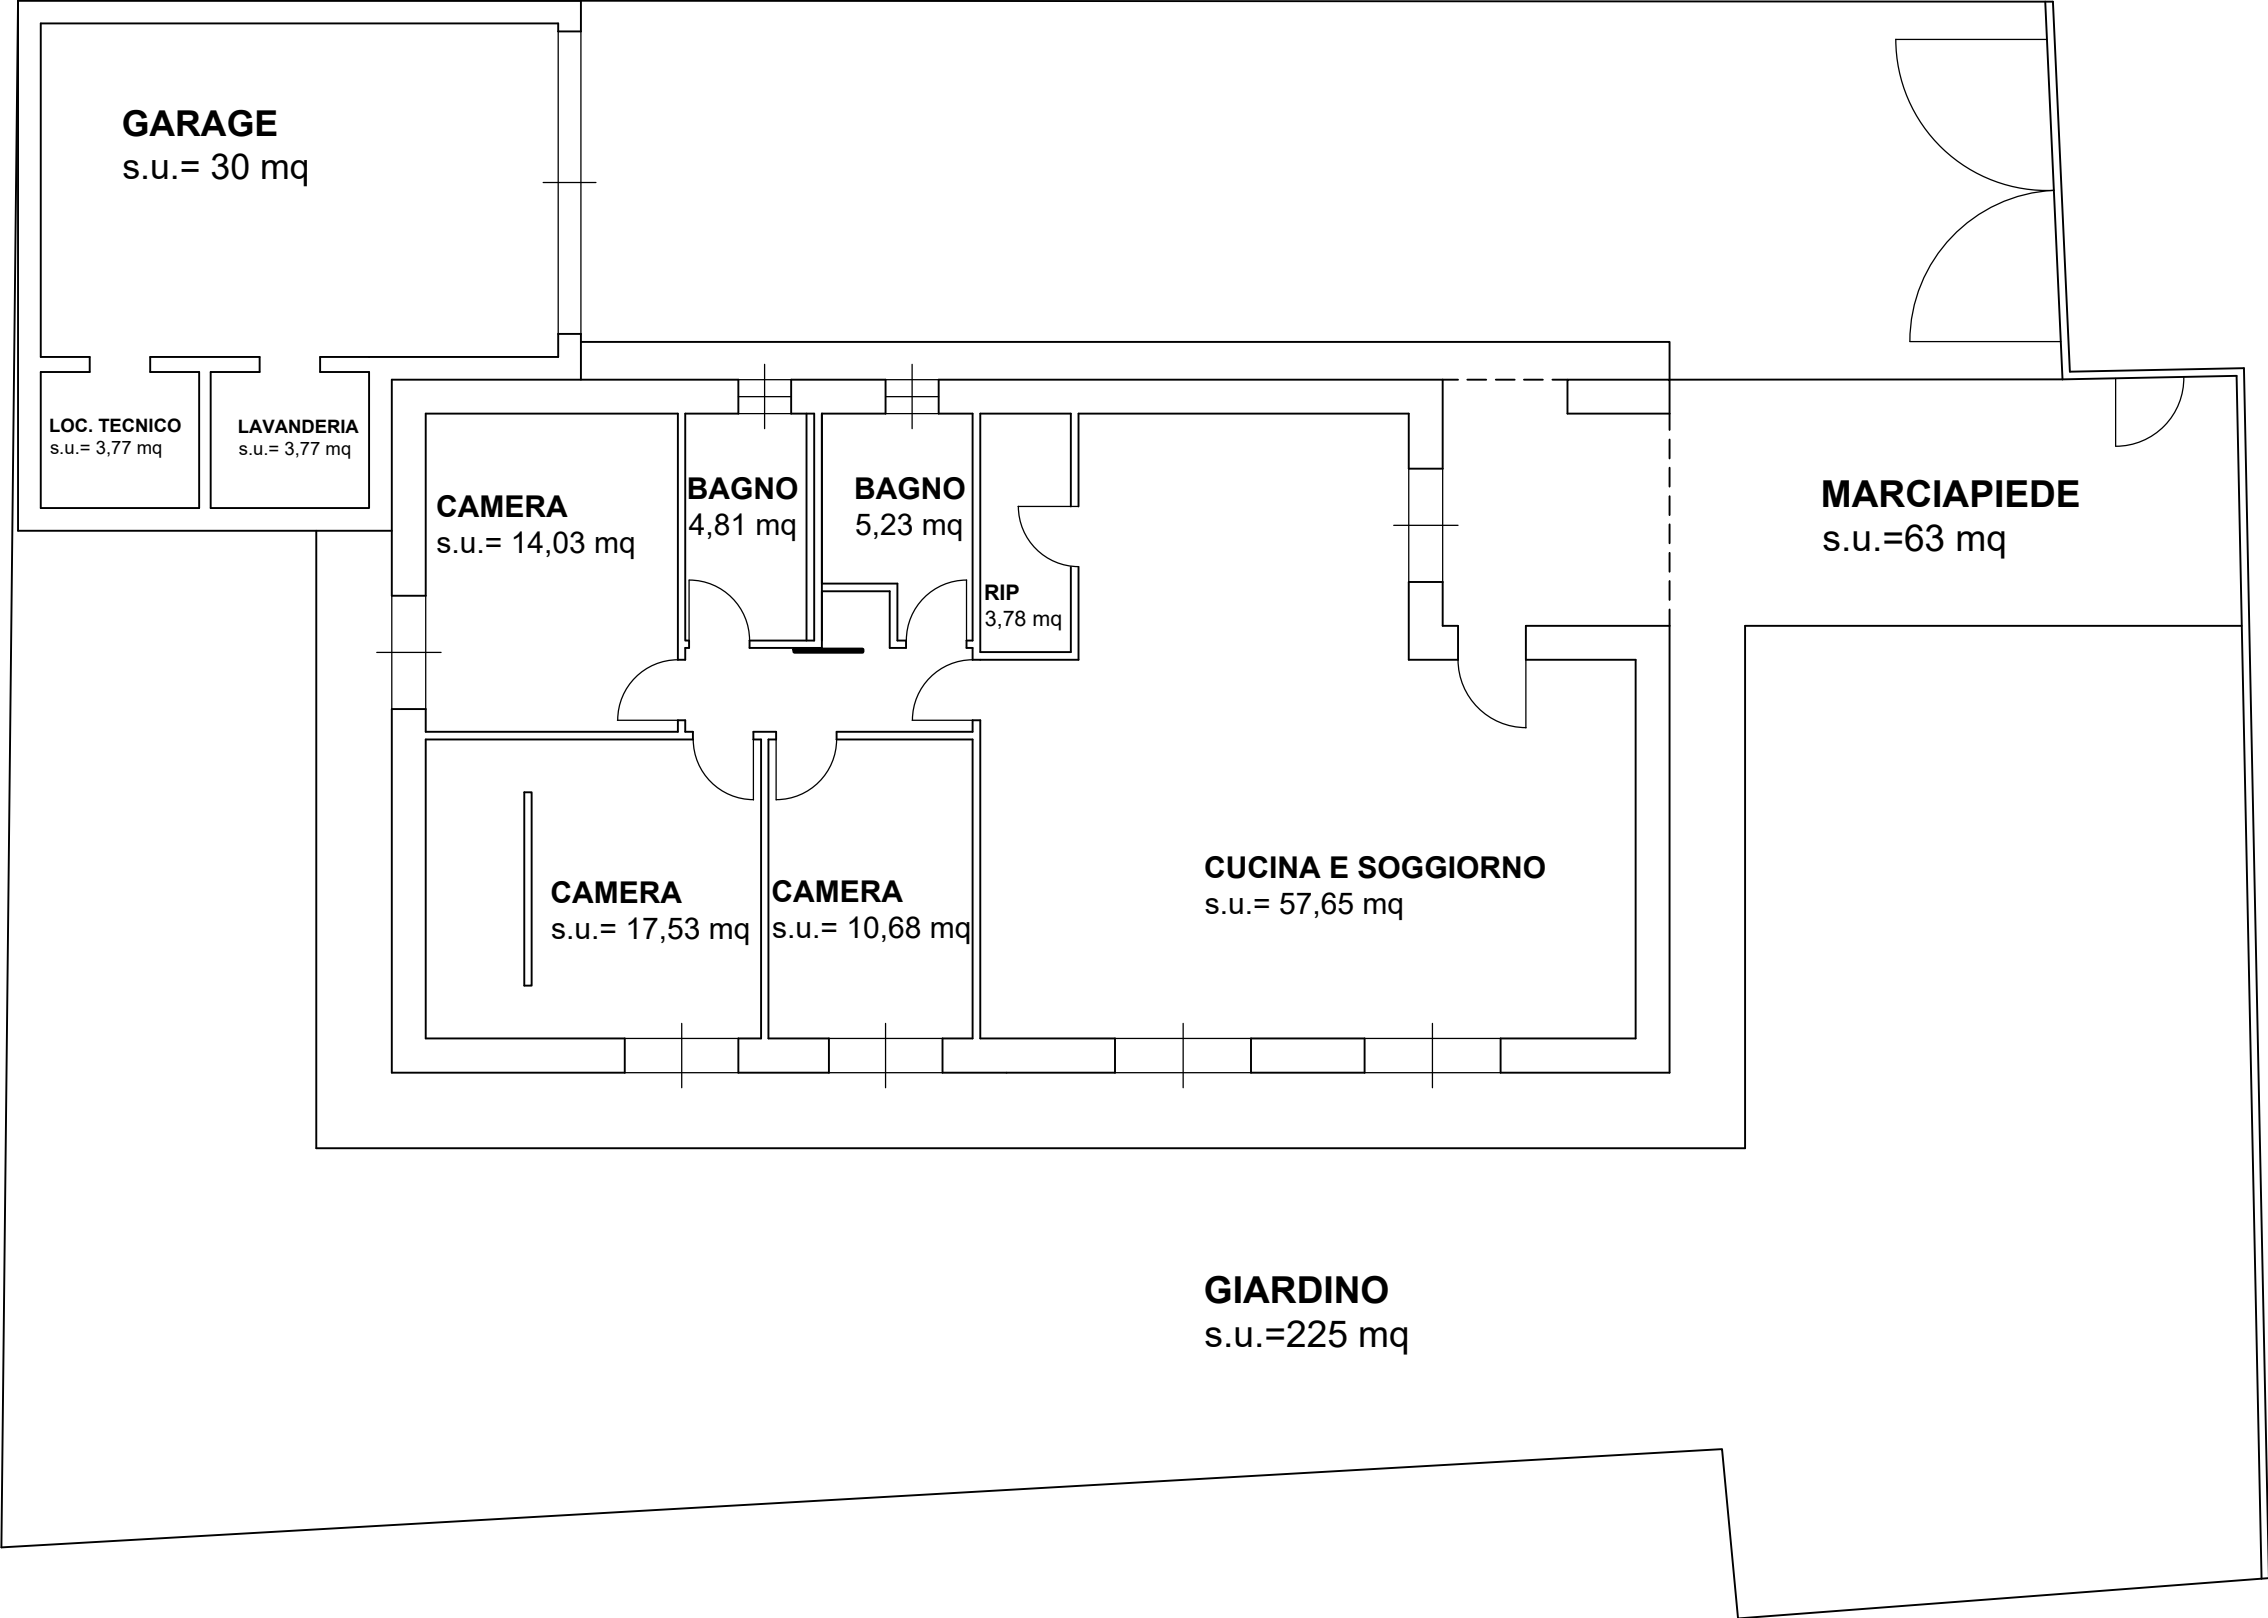 GARAGE
s.u.= 30 mq
LOC. TECNICO
s.u.= 3,77 mq
LAVANDERIA
s.u.= 3,77 mq
CAMERA
s.u.= 14,03 mq
BAGNO
4,81 mq
BAGNO
5,23 mq
RIP
3,78 mq
MARCIAPIEDE
s.u.=63 mq
CAMERA
s.u.= 17,53 mq
CAMERA
s.u.= 10,68 mq
CUCINA E SOGGIORNO
s.u.= 57,65 mq
GIARDINO
s.u.=225 mq